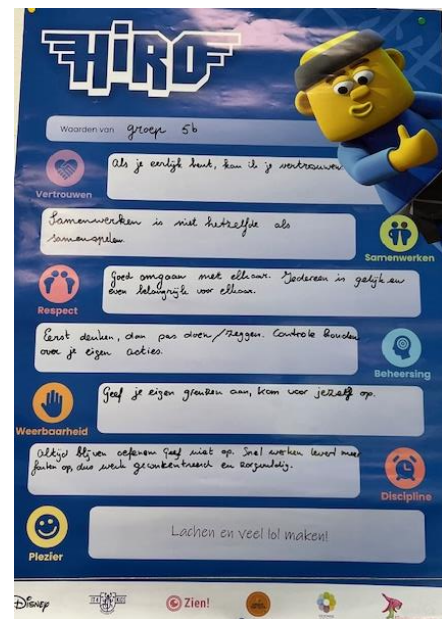 HiRO
Waarden van groep 5b
Als je eerlijk bent, kan ik je vertrouwen
Vertrouwen
Samenwerken is niet hetzelfde als
samenspelen.
Samenwerken
Goed omgaan met elkaar. Iedereen is gelijk en
even belangrijk voor elkaar.
Respect
Eerst denken, dan pas doen/zeggen. Controle houden
over je eigen acties.
Beheersing
Geef je eigen grenzen aan, kom voor jezelf op.
Weerbaarheid
Altijd blijven oefenen geef niet op. Snel werken levert meer
fouten op, dus werk geconcentreerd en zorgvuldig.
Discipline
Lachen en veel lol maken!
Plezier
Disney
Zien!